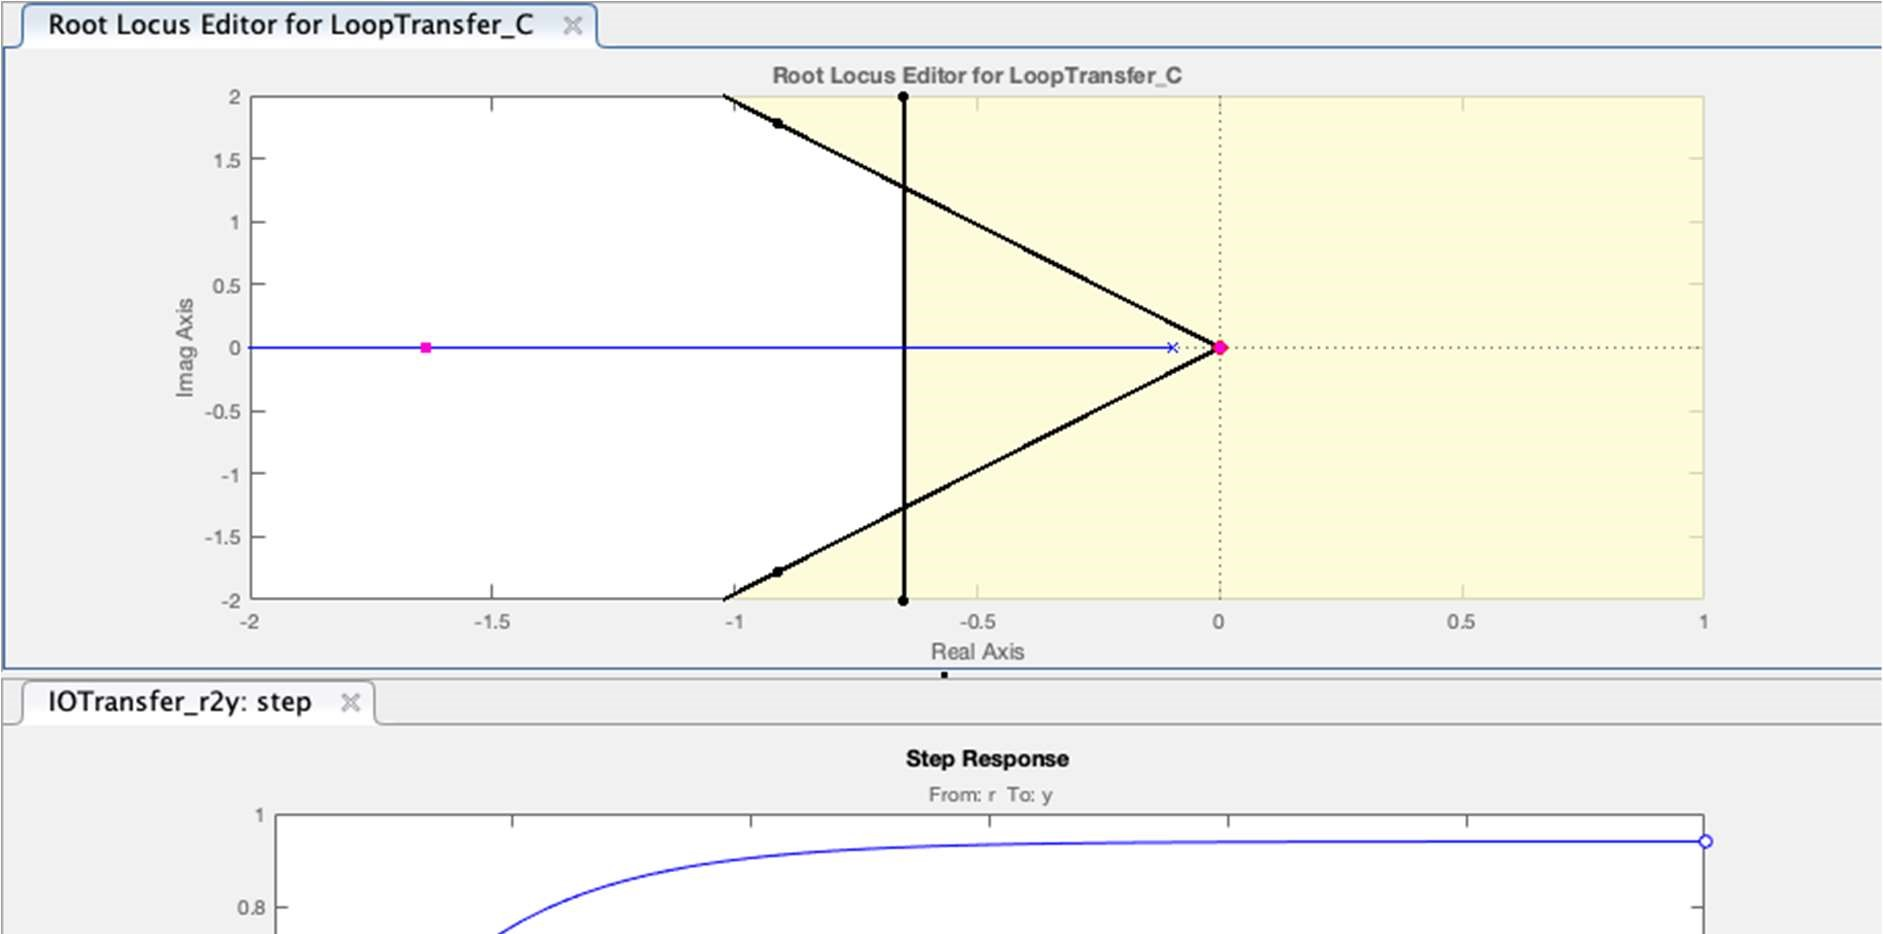 Root Locus Editor for LoopTransfer_C
Root Locus Editor for LoopTransfer_C
2
1.5
1
0.5
0
-0.5
-1
-1.5
-2
Imag Axis
-2 -1.5 -1 -0.5 0 0.5 1
Real Axis
IOTransfer_r2y: step
Step Response
From: r To: y
1
0.8